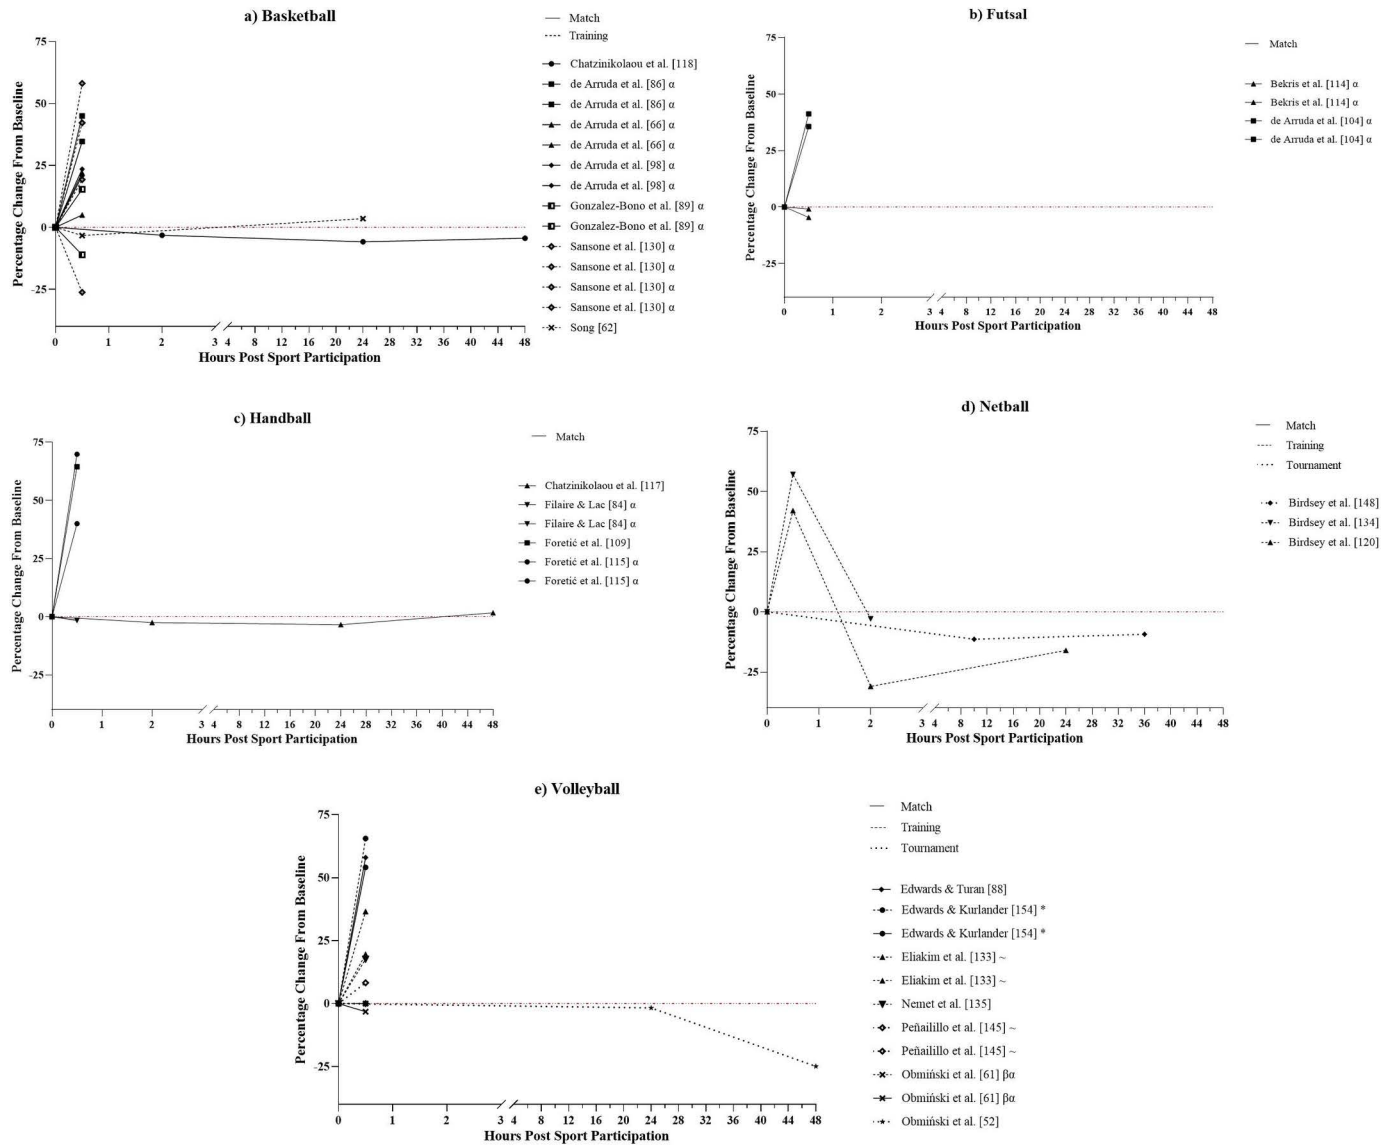 a) Basketball
Percentage Change From Baseline
75
50
25
0
-25
0 1 2 3 4 8 12 16 20 24 28 32 36 40 44 48
Hours Post Sport Participation
Match
Training
Chatzinikolaou et al. [118]
de Arruda et al. [86] α
de Arruda et al. [86] α
de Arruda et al. [66] α
de Arruda et al. [66] α
de Arruda et al. [98] α
de Arruda et al. [98] α
Gonzalez-Bono et al. [89] α
Gonzalez-Bono et al. [89] α
Sansone et al. [130] α
Sansone et al. [130] α
Sansone et al. [130] α
Sansone et al. [130] α
Song [62]
b) Futsal
Percentage Change From Baseline
75
50
25
0
-25
0 1 2 3 4 8 12 16 20 24 28 32 36 40 44 48
Hours Post Sport Participation
Match
Bekris et al. [114] α
Bekris et al. [114] α
de Arruda et al. [104] α
de Arruda et al. [104] α
c) Handball
Percentage Change From Baseline
75
50
25
0
-25
0 1 2 3 4 8 12 16 20 24 28 32 36 40 44 48
Hours Post Sport Participation
Match
Chatzinikolaou et al. [117]
Filaire & Lac [84] α
Filaire & Lac [84] α
Foretić et al. [109]
Foretić et al. [115] α
Foretić et al. [115] α
d) Netball
Percentage Change From Baseline
75
50
25
0
-25
0 1 2 3 4 8 12 16 20 24 28 32 36 40 44 48
Hours Post Sport Participation
Match
Training
Tournament
Birdsey et al. [148]
Birdsey et al. [134]
Birdsey et al. [120]
e) Volleyball
Percentage Change From Baseline
75
50
25
0
-25
0 1 2 3 4 8 12 16 20 24 28 32 36 40 44 48
Hours Post Sport Participation
Match
Training
Tournament
Edwards & Turan [88]
Edwards & Kurlander [154] *
Edwards & Kurlander [154] *
Eliakim et al. [133] ~
Eliakim et al. [133] ~
Nemet et al. [135]
Peñailillo et al. [145] ~
Peñailillo et al. [145] ~
Obmiński et al. [61] βα
Obmiński et al. [61] βα
Obmiński et al. [52]